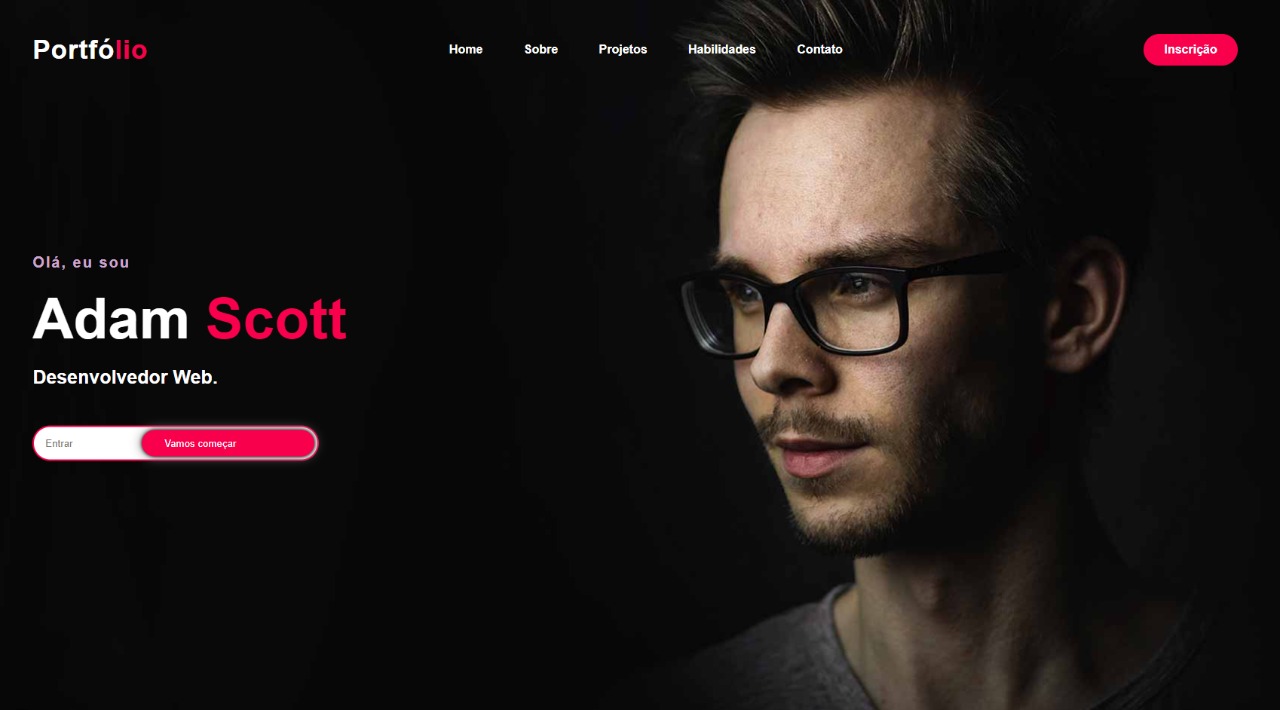 Portfólio
Home Sobre Projetos Habilidades Contato
Inscrição
Olá, eu sou
Adam Scott
Desenvolvedor Web.
Entrar
Vamos começar